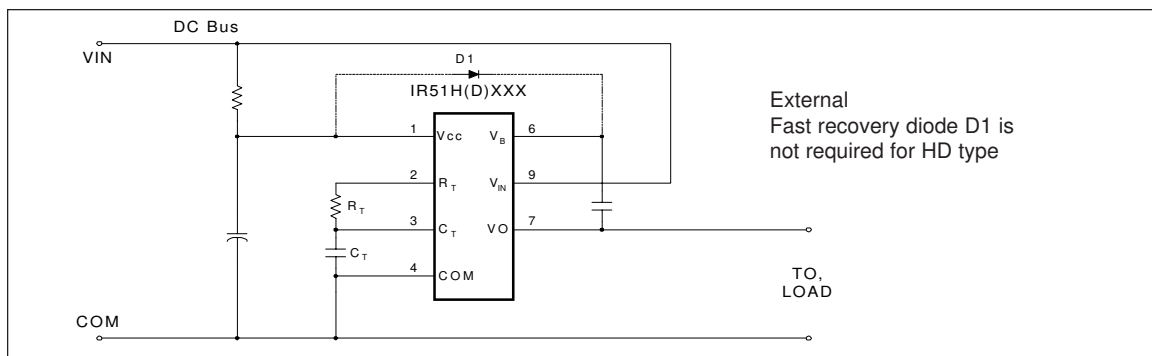 DC Bus
VIN
D1
IR51H(D)XXX
External
Fast recovery diode D1 is
not required for HD type
1 Vcc VB 6
2 RT VIN 9
RT
3 CT VO 7
CT
4 COM
TO,
LOAD
COM